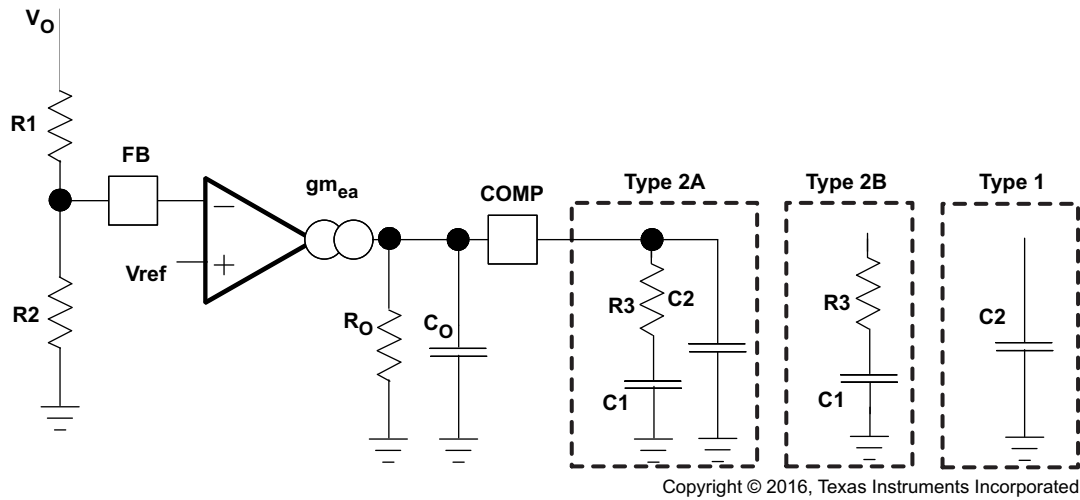 VO
R1
FB
gmea
COMP
Type 2A
Type 2B
Type 1
−
+
Vref
R2
RO
CO
R3
C2
C1
R3
C1
C2
Copyright © 2016, Texas Instruments Incorporated